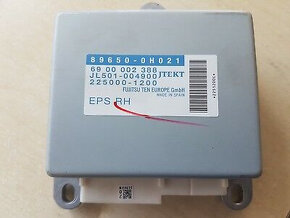 89650-0H021
69 00 002 388
JL501-004900 JTEKT
225000-1200
FUJITSU TEN EUROPE GmbH
MADE IN SPAIN
EPS RH